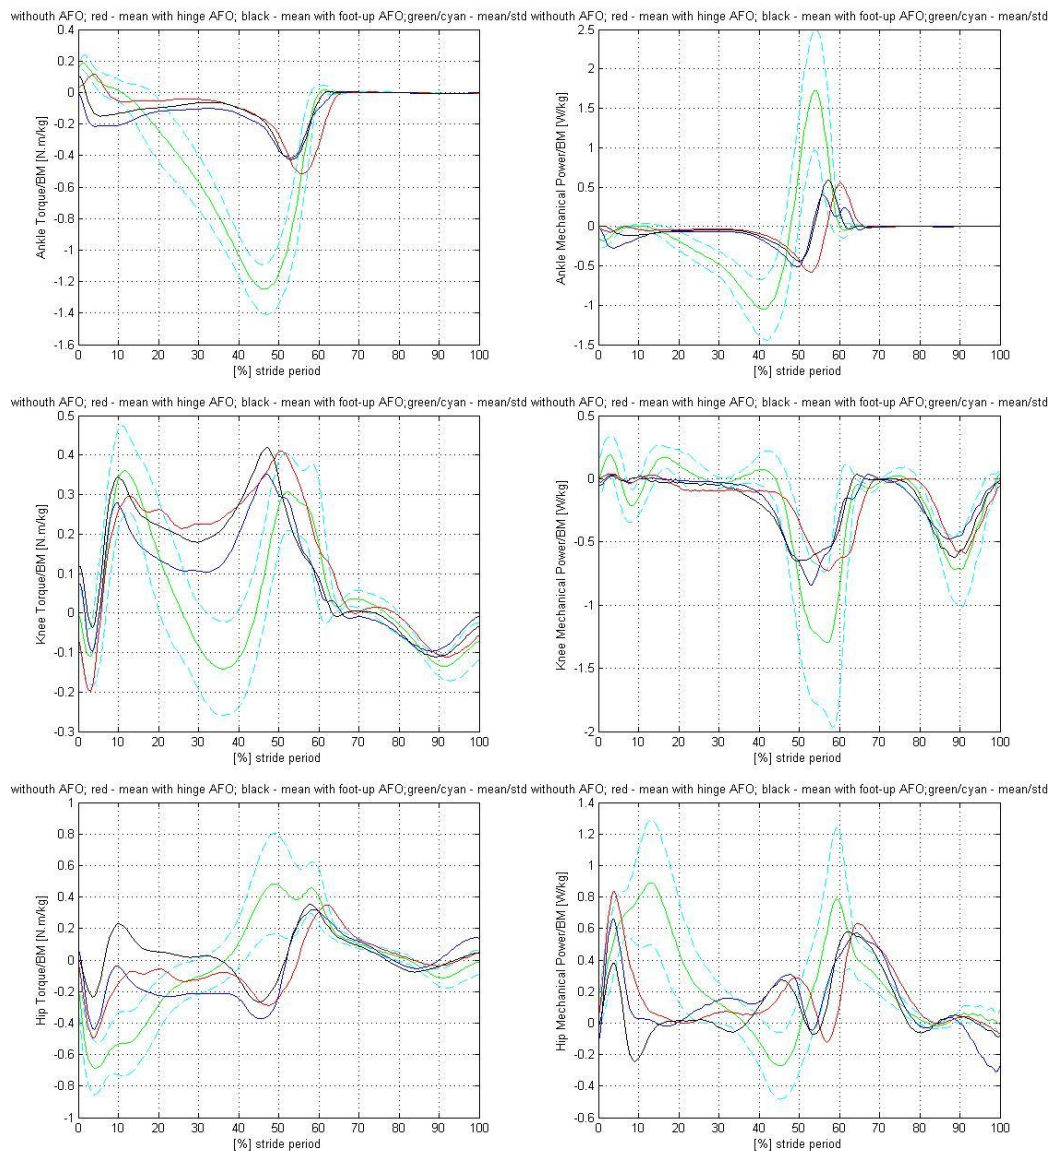 withouth AFO; red - mean with hinge AFO; black - mean with foot-up AFO;green/cyan - mean/std
0.4
0.2
0
-0.2
-0.4
-0.6
-0.8
-1
-1.2
-1.4
-1.6
Ankle Torque/BM [N.m/kg]
0 10 20 30 40 50 60 70 80 90 100
[%] stride period
withouth AFO; red - mean with hinge AFO; black - mean with foot-up AFO;green/cyan - mean/std
2.5
2
1.5
1
0.5
0
-0.5
-1
-1.5
Ankle Mechanical Power/BM [W/kg]
0 10 20 30 40 50 60 70 80 90 100
[%] stride period
withouth AFO; red - mean with hinge AFO; black - mean with foot-up AFO;green/cyan - mean/std
0.5
0.4
0.3
0.2
0.1
0
-0.1
-0.2
-0.3
Knee Torque/BM [N.m/kg]
0 10 20 30 40 50 60 70 80 90 100
[%] stride period
withouth AFO; red - mean with hinge AFO; black - mean with foot-up AFO;green/cyan - mean/std
0.5
0
-0.5
-1
-1.5
-2
Knee Mechanical Power/BM [W/kg]
0 10 20 30 40 50 60 70 80 90 100
[%] stride period
withouth AFO; red - mean with hinge AFO; black - mean with foot-up AFO;green/cyan - mean/std
1
0.8
0.6
0.4
0.2
0
-0.2
-0.4
-0.6
-0.8
-1
Hip Torque/BM [N.m/kg]
0 10 20 30 40 50 60 70 80 90 100
[%] stride period
withouth AFO; red - mean with hinge AFO; black - mean with foot-up AFO;green/cyan - mean/std
1.4
1.2
1
0.8
0.6
0.4
0.2
0
-0.2
-0.4
-0.6
Hip Mechanical Power/BM [W/kg]
0 10 20 30 40 50 60 70 80 90 100
[%] stride period